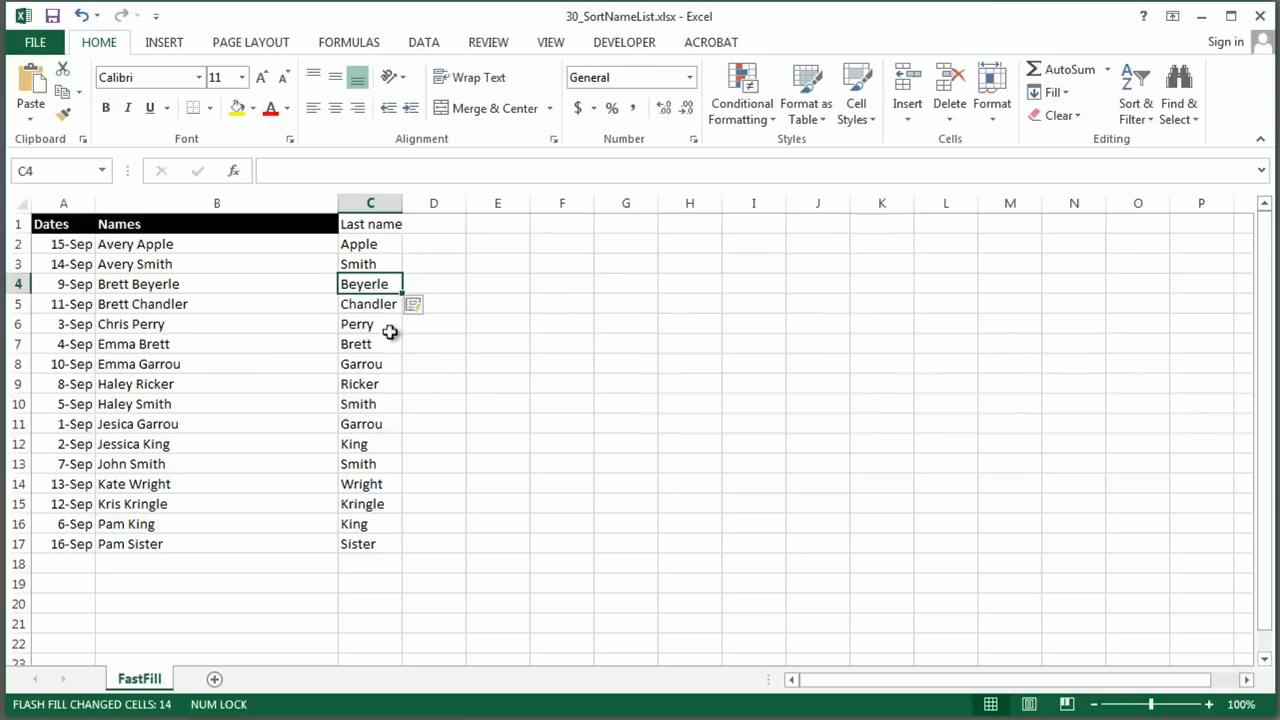 30_SortNameList.xlsx - Excel
?
FILE HOME INSERT PAGE LAYOUT FORMULAS DATA REVIEW VIEW DEVELOPER ACROBAT Sign in
Calibri 11 A A Wrap Text General AutoSum
Paste B I U A Merge & Center $ % Conditional Formatting Format as Table Cell Styles Insert Delete Format Fill Clear Sort & Filter Find & Select
Clipboard Font Alignment Number Styles Cells Editing
C4 fx
A B C D E F G H I J K L M N O P
1 Dates Names Last name
2 15-Sep Avery Apple Apple
3 14-Sep Avery Smith Smith
4 9-Sep Brett Beyerle Beyerle
5 11-Sep Brett Chandler Chandler
6 3-Sep Chris Perry Perry
7 4-Sep Emma Brett Brett
8 10-Sep Emma Garrou Garrou
9 8-Sep Haley Ricker Ricker
10 5-Sep Haley Smith Smith
11 1-Sep Jesica Garrou Garrou
12 2-Sep Jessica King King
13 7-Sep John Smith Smith
14 13-Sep Kate Wright Wright
15 12-Sep Kris Kringle Kringle
16 6-Sep Pam King King
17 16-Sep Pam Sister Sister
18
19
20
21
22
23
FastFill
FLASH FILL CHANGED CELLS: 14 NUM LOCK 100%